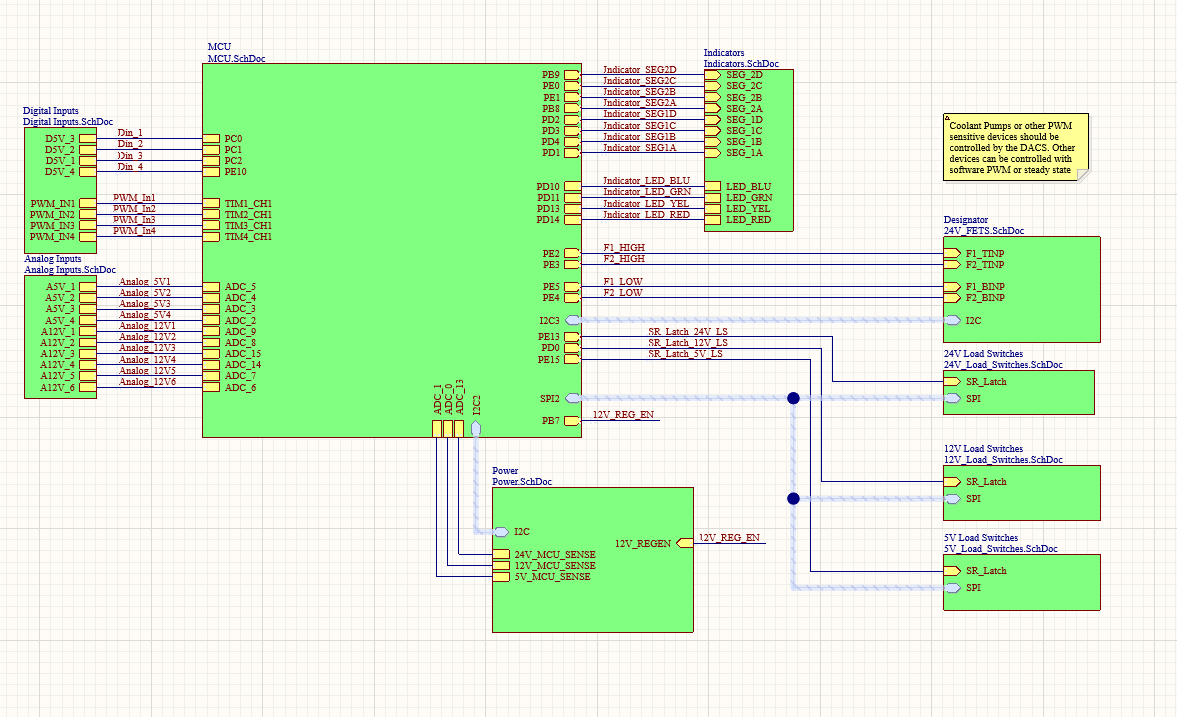 MCU
MCU.SchDoc
PB9
PE0
PE1
PB8
PD2
PD3
PD4
PD1
PD10
PD11
PD13
PD14
PE2
PE3
PE5
PE4
I2C3
PE13
PD0
PE15
SPI2
PB7
PC0
PC1
PC2
PE10
TIM1_CH1
TIM2_CH1
TIM3_CH1
TIM4_CH1
ADC_5
ADC_4
ADC_3
ADC_2
ADC_9
ADC_8
ADC_15
ADC_14
ADC_7
ADC_6
ADC_1
ADC_0
ADC_13
I2C2
Digital Inputs
Digital Inputs.SchDoc
D5V_3
D5V_2
D5V_1
D5V_4
PWM_IN1
PWM_IN2
PWM_IN3
PWM_IN4
Din_1
Din_2
Din_3
Din_4
PWM_In1
PWM_In2
PWM_In3
PWM_In4
Analog Inputs
Analog Inputs.SchDoc
A5V_1
A5V_2
A5V_3
A5V_4
A12V_1
A12V_2
A12V_3
A12V_4
A12V_5
A12V_6
Analog_5V1
Analog_5V2
Analog_5V3
Analog_5V4
Analog_12V1
Analog_12V2
Analog_12V3
Analog_12V4
Analog_12V5
Analog_12V6
Indicator_SEG2D
Indicator_SEG2C
Indicator_SEG2B
Indicator_SEG2A
Indicator_SEG1D
Indicator_SEG1C
Indicator_SEG1B
Indicator_SEG1A
Indicator_LED_BLU
Indicator_LED_GRN
Indicator_LED_YEL
Indicator_LED_RED
Indicators
Indicators.SchDoc
SEG_2D
SEG_2C
SEG_2B
SEG_2A
SEG_1D
SEG_1C
SEG_1B
SEG_1A
LED_BLU
LED_GRN
LED_YEL
LED_RED
F1_HIGH
F2_HIGH
F1_LOW
F2_LOW
SR_Latch_24V_LS
SR_Latch_12V_LS
SR_Latch_5V_LS
12V_REG_EN
Coolant Pumps or other PWM
sensitive devices should be
controlled by the DACS. Other
devices can be controlled with
software PWM or steady state
Designator
24V_FETS.SchDoc
F1_TINP
F2_TINP
F1_BINP
F2_BINP
I2C
24V Load Switches
24V_Load_Switches.SchDoc
SR_Latch
SPI
12V Load Switches
12V_Load_Switches.SchDoc
SR_Latch
SPI
5V Load Switches
5V_Load_Switches.SchDoc
SR_Latch
SPI
Power
Power.SchDoc
I2C
24V_MCU_SENSE
12V_MCU_SENSE
5V_MCU_SENSE
12V_REGEN
12V_REG_EN